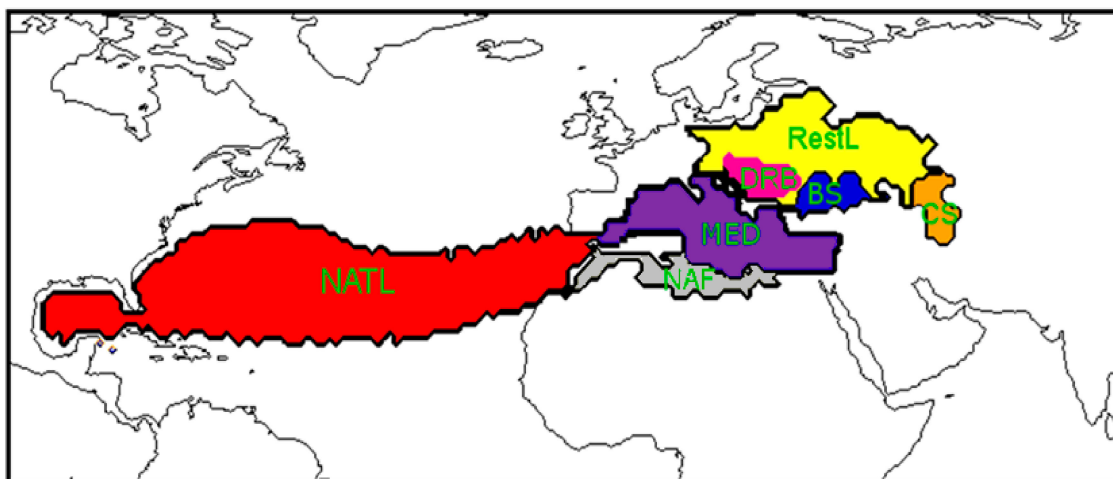 RestL
DRB
BS
CS
MED
NATL
NAF